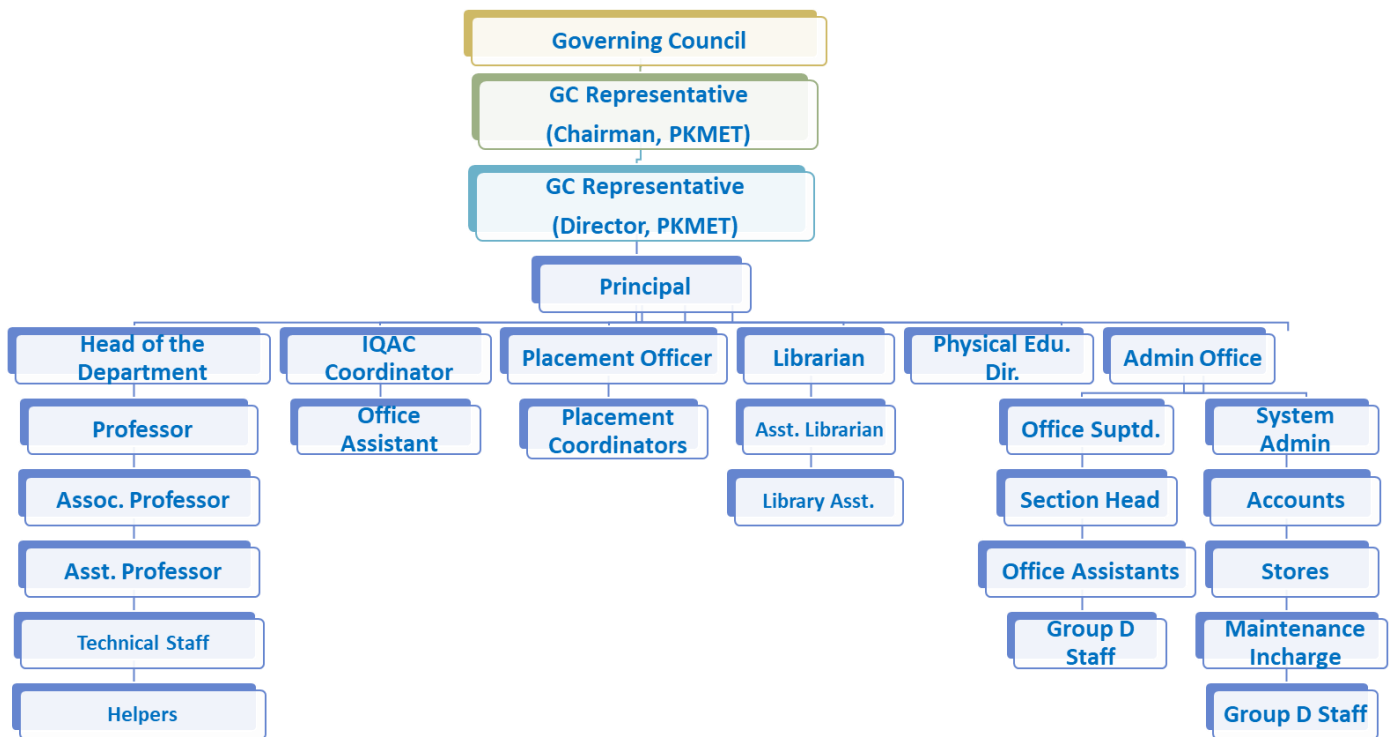 Governing Council
GC Representative
(Chairman, PKMET)
GC Representative
(Director, PKMET)
Principal
Head of the
Department
IQAC
Coordinator
Placement Officer
Librarian
Physical Edu.
Dir.
Admin Office
Professor
Office
Assistant
Placement
Coordinators
Asst. Librarian
Office Suptd.
System
Admin
Assoc. Professor
Library Asst.
Section Head
Accounts
Asst. Professor
Office Assistants
Stores
Technical Staff
Group D
Staff
Maintenance
Incharge
Helpers
Group D Staff